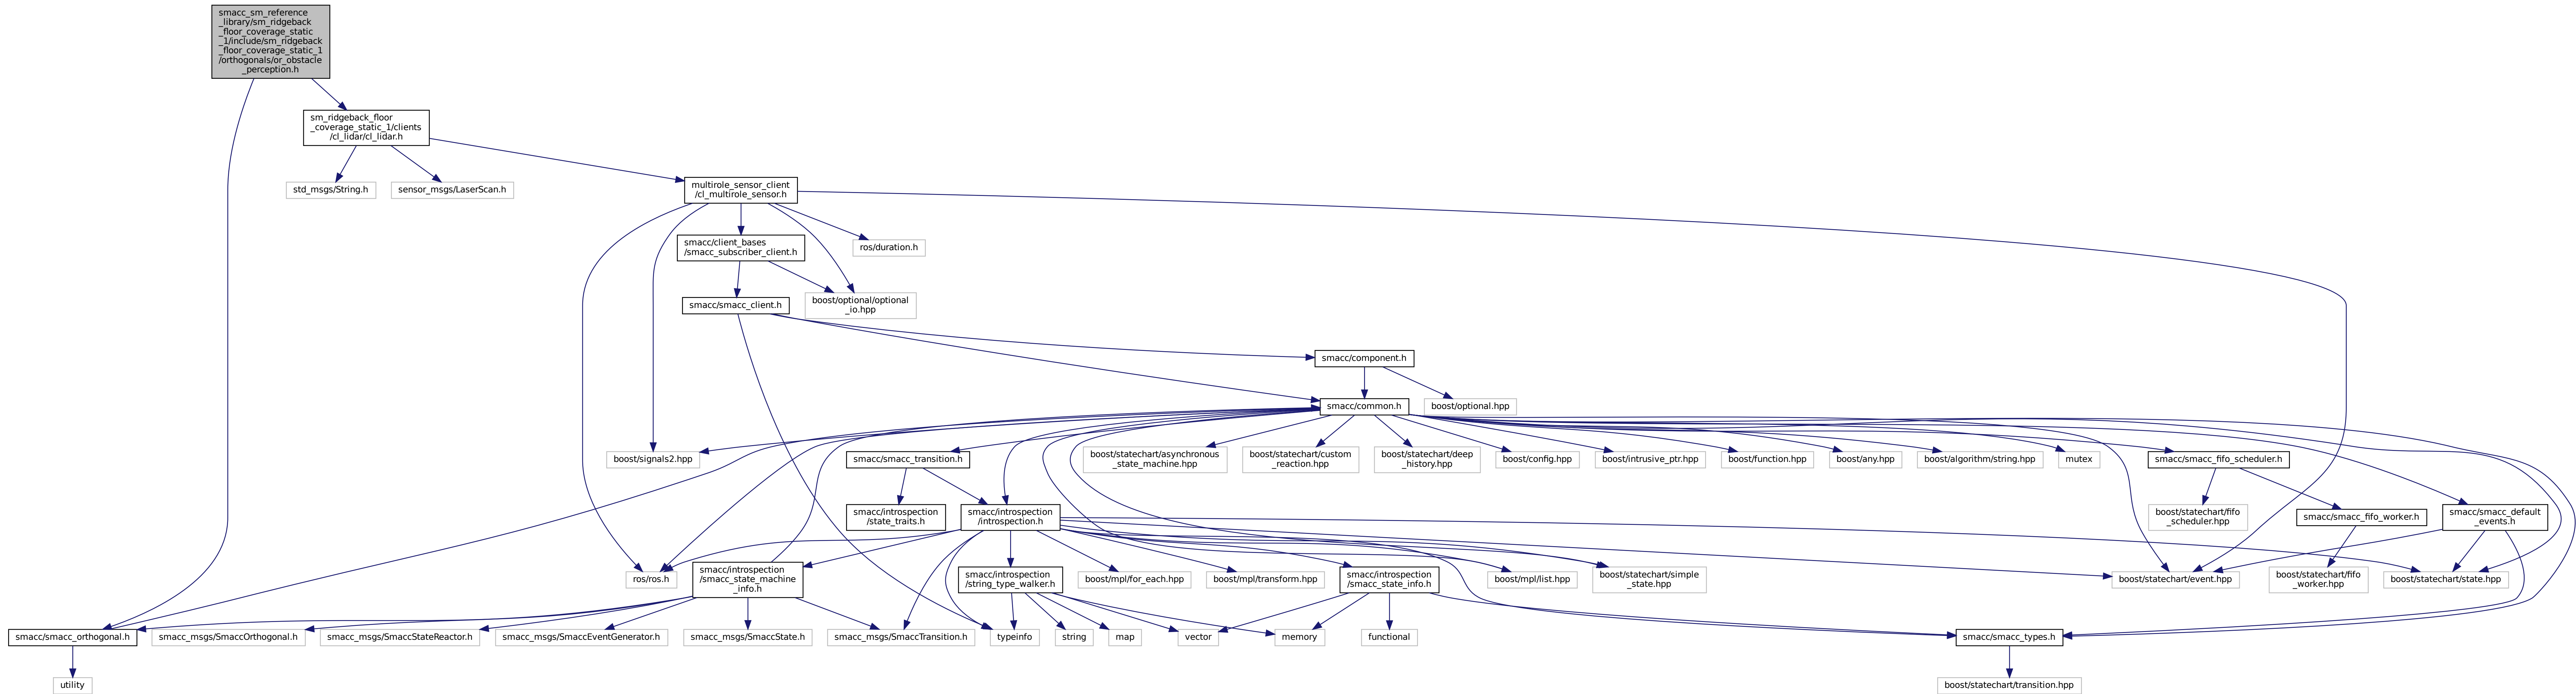 smacc_sm_reference
_library/sm_ridgeback
_floor_coverage_static
_1/include/sm_ridgeback
_floor_coverage_static_1
/orthogonals/or_obstacle
_perception.h
sm_ridgeback_floor
_coverage_static_1/clients
/cl_lidar/cl_lidar.h
std_msgs/String.h
sensor_msgs/LaserScan.h
multirole_sensor_client
/cl_multirole_sensor.h
smacc/client_bases
/smacc_subscriber_client.h
ros/duration.h
smacc/smacc_client.h
boost/optional/optional
_io.hpp
smacc/component.h
smacc/common.h
boost/optional.hpp
boost/signals2.hpp
smacc/smacc_transition.h
boost/statechart/asynchronous
_state_machine.hpp
boost/statechart/custom
_reaction.hpp
boost/statechart/deep
_history.hpp
boost/config.hpp
boost/intrusive_ptr.hpp
boost/function.hpp
boost/any.hpp
boost/algorithm/string.hpp
mutex
smacc/smacc_fifo_scheduler.h
smacc/introspection
/state_traits.h
smacc/introspection
/introspection.h
boost/statechart/fifo
_scheduler.hpp
smacc/smacc_fifo_worker.h
smacc/smacc_default
_events.h
ros/ros.h
smacc/introspection
/smacc_state_machine
_info.h
smacc/introspection
/string_type_walker.h
boost/mpl/for_each.hpp
boost/mpl/transform.hpp
smacc/introspection
/smacc_state_info.h
boost/mpl/list.hpp
boost/statechart/simple
_state.hpp
boost/statechart/event.hpp
boost/statechart/fifo
_worker.hpp
boost/statechart/state.hpp
smacc/smacc_orthogonal.h
smacc_msgs/SmaccOrthogonal.h
smacc_msgs/SmaccStateReactor.h
smacc_msgs/SmaccEventGenerator.h
smacc_msgs/SmaccState.h
smacc_msgs/SmaccTransition.h
typeinfo
string
map
vector
memory
functional
smacc/smacc_types.h
utility
boost/statechart/transition.hpp